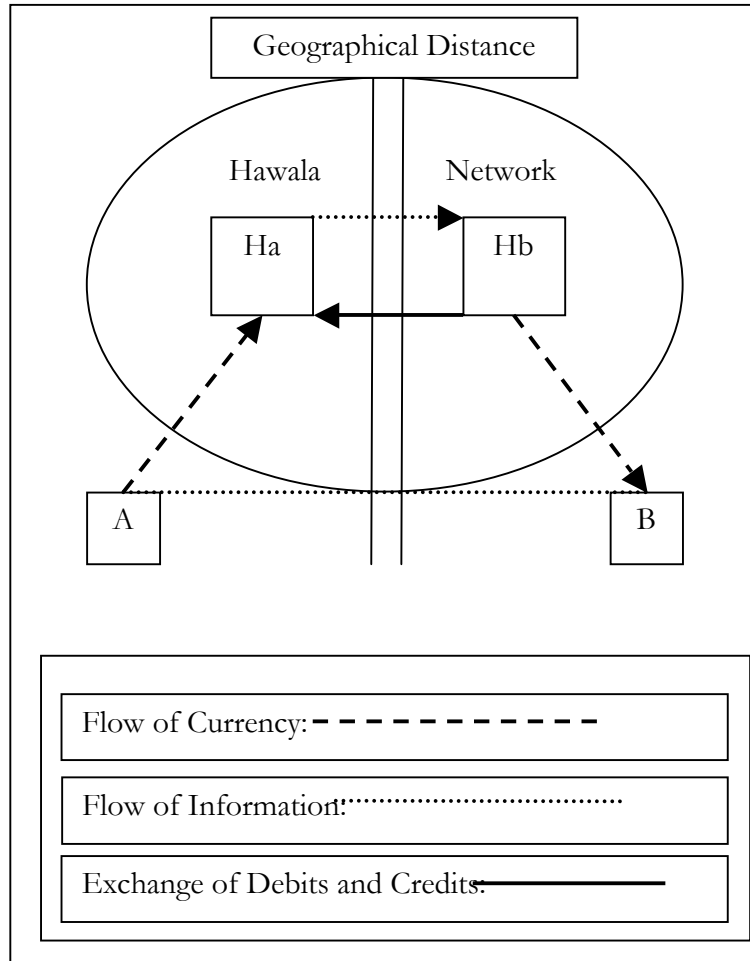 Geographical Distance
Hawala Network
Ha Hb
A B
Flow of Currency:
Flow of Information:
Exchange of Debits and Credits: